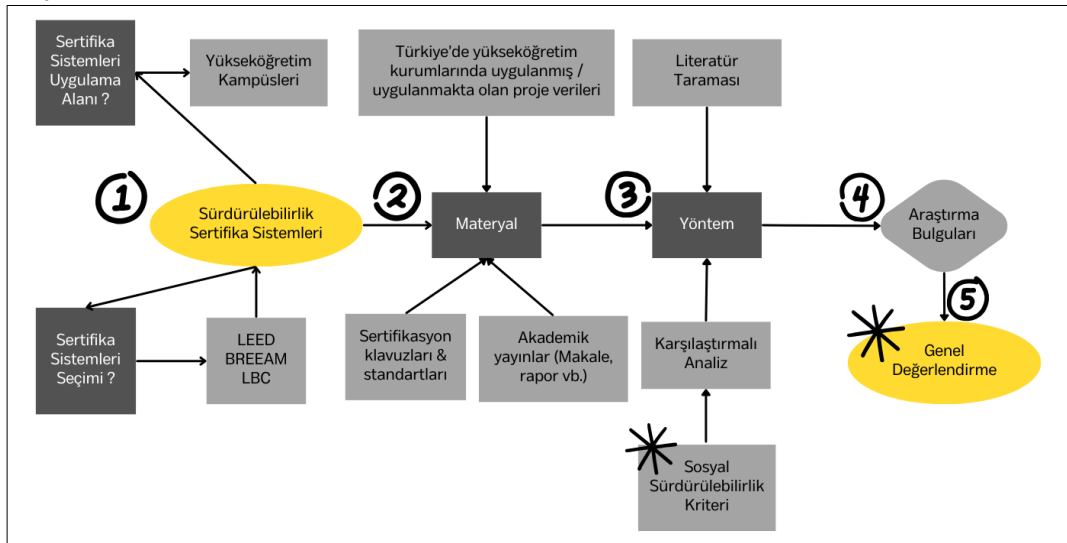 Sertifika
Sistemleri
Uygulama
Alanı ?
Yükseköğretim
Kampüsleri
Türkiye'de yükseköğretim
kurumlarında uygulanmış /
uygulanmakta olan proje verileri
Literatür
Taraması
1
Sürdürülebilirlik
Sertifika Sistemleri
2
Materyal
3
Yöntem
4
Araştırma
Bulguları
Sertifika
Sistemleri
Seçimi ?
LEED
BREEAM
LBC
Sertifikasyon
klavuzları &
standartları
Akademik
yayınlar (Makale,
rapor vb.)
Karşılaştırmalı
Analiz
5
Genel
Değerlendirme
Sosyal
Sürdürülebilirlik
Kriteri